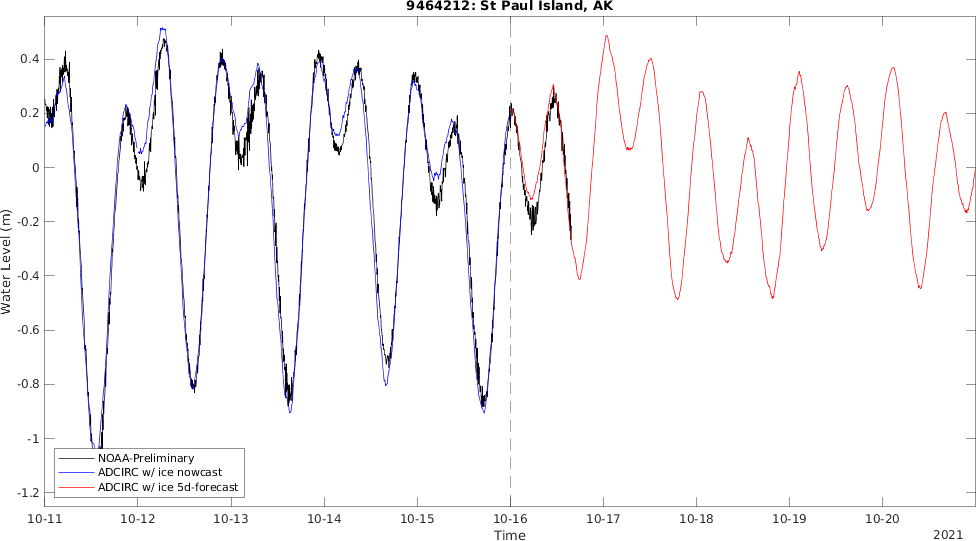 9464212: St Paul Island, AK
Water Level (m)
0.4
0.2
0
-0.2
-0.4
-0.6
-0.8
-1
-1.2
NOAA-Preliminary
ADCIRC w/ ice nowcast
ADCIRC w/ ice 5d-forecast
10-11 10-12 10-13 10-14 10-15 10-16 10-17 10-18 10-19 10-20
Time
2021